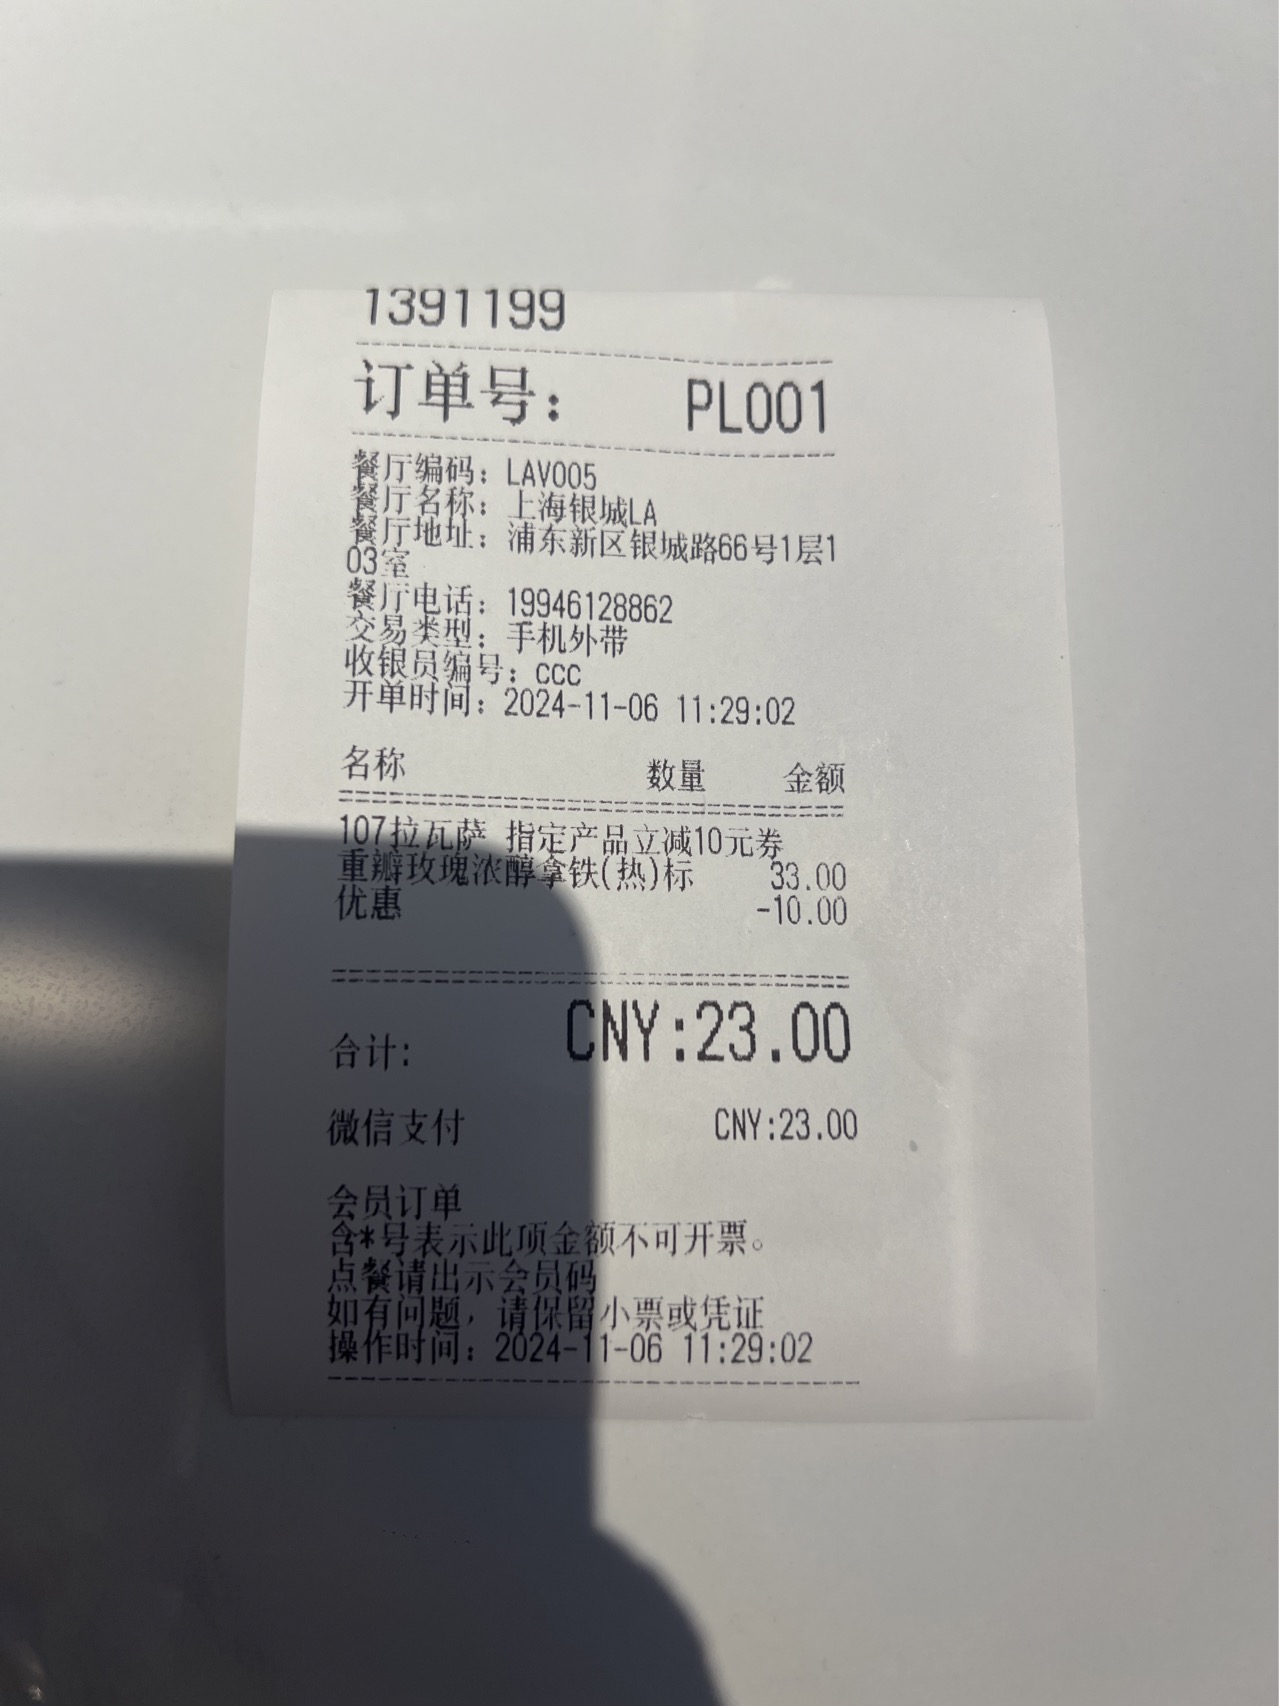 1391199
订单号： PL001
餐厅编码：LAV005
餐厅名称：上海银城LA
餐厅地址：浦东新区银城路66号1层1
03室
餐厅电话：19946128862
交易类型：手机外带
收银员编号：ccc
开单时间：2024-11-06 11:29:02
名称 数量 金额
107拉瓦萨 指定产品立减10元券
重瓣玫瑰浓醇拿铁(热)标 33.00
优惠 -10.00
合计: CNY:23.00
微信支付 CNY:23.00
会员订单
含*号表示此项金额不可开票。
点餐请出示会员码
如有问题，请保留小票或凭证
操作时间：2024-11-06 11:29:02